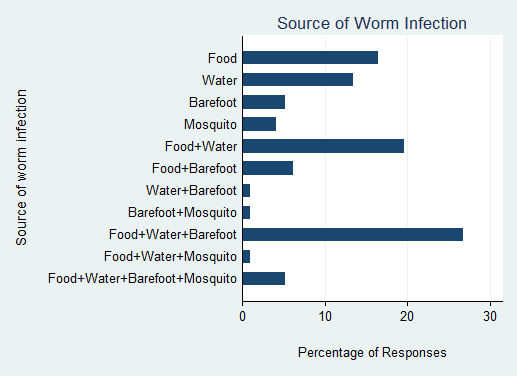 Source of Worm Infection
Source of worm infection
Food
Water
Barefoot
Mosquito
Food+Water
Food+Barefoot
Water+Barefoot
Barefoot+Mosquito
Food+Water+Barefoot
Food+Water+Mosquito
Food+Water+Barefoot+Mosquito
0 10 20 30
Percentage of Responses